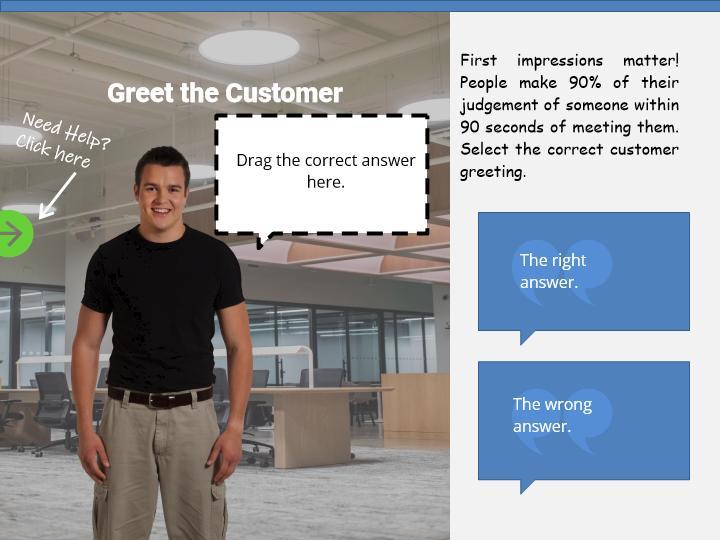 Greet the Customer
Need Help?
Click here
Drag the correct answer
here.
First impressions matter!
People make 90% of their
judgement of someone within
90 seconds of meeting them.
Select the correct customer
greeting.
The right
answer.
The wrong
answer.